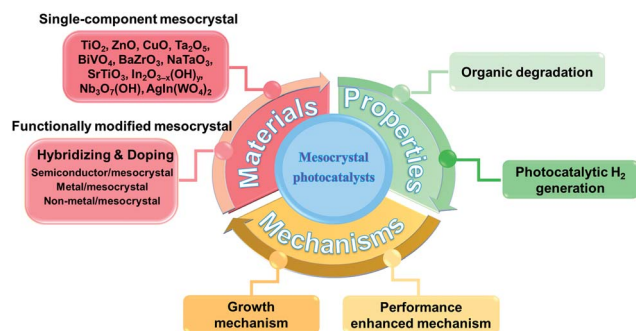 Single-component mesocrystal
TiO₂, ZnO, CuO, Ta₂O₅,
BiVO₄, BaZrO₃, NaTaO₃,
SrTiO₃, In₂O₃₋ₓ(OH)ᵧ,
Nb₃O₇(OH), AgIn(WO₄)₂
Functionally modified mesocrystal
Hybridizing & Doping
Semiconductor/mesocrystal
Metal/mesocrystal
Non-metal/mesocrystal
Materials
Properties
Mechanisms
Mesocrystal
photocatalysts
Organic degradation
Photocatalytic H₂
generation
Growth
mechanism
Performance
enhanced mechanism